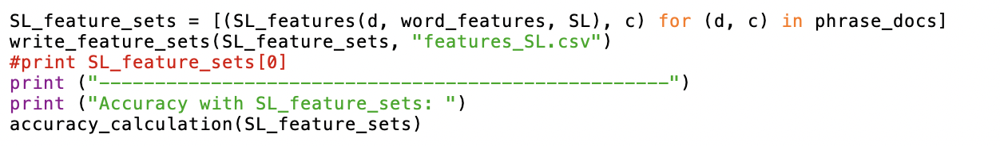 SL_feature_sets = [(SL_features(d, word_features, SL), c) for (d, c) in phrase_docs]
write_feature_sets(SL_feature_sets, "features_SL.csv")
#print SL_feature_sets[0]
print ("---------------------------------------------------")
print ("Accuracy with SL_feature_sets: ")
accuracy_calculation(SL_feature_sets)